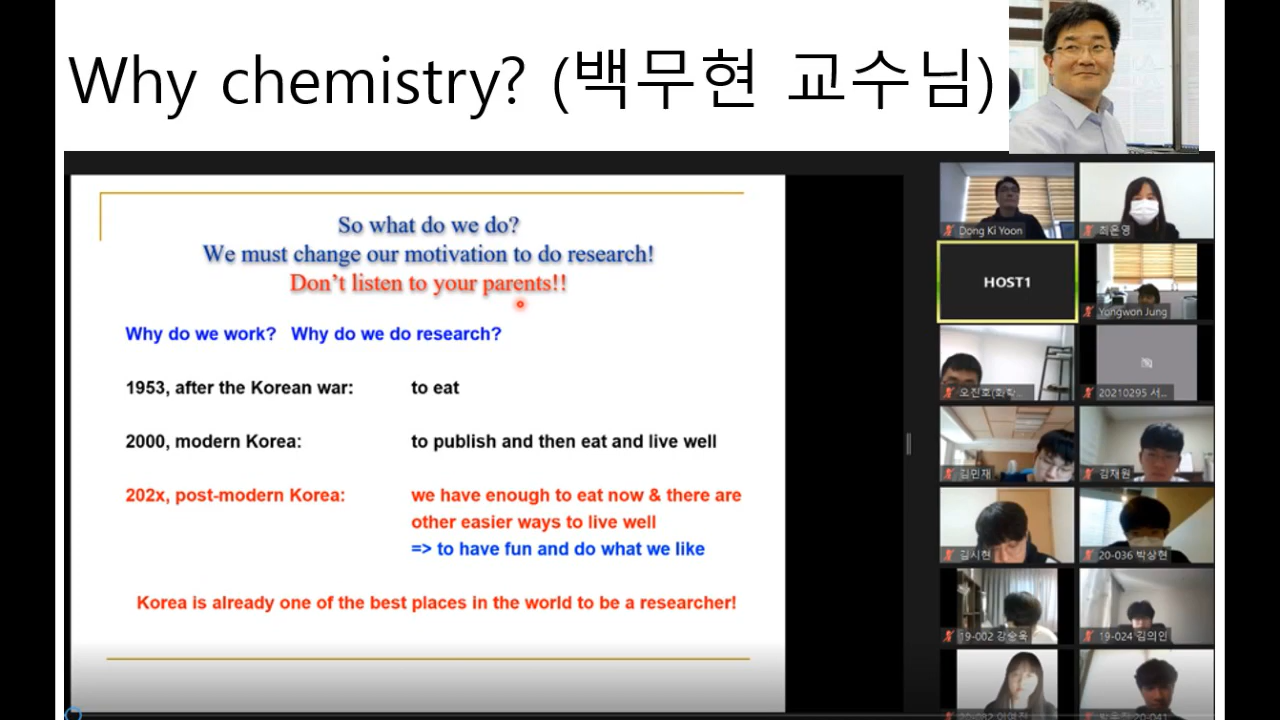 Why chemistry? (백무현 교수님)
So what do we do?
We must change our motivation to do research!
Don't listen to your parents!!
Why do we work? Why do we do research?
1953, after the Korean war: to eat
2000, modern Korea: to publish and then eat and live well
202x, post-modern Korea: we have enough to eat now & there are
other easier ways to live well
=> to have fun and do what we like
Korea is already one of the best places in the world to be a researcher!
Dong Ki Yoon
최은영
HOST1
Yongwon Jung
오진호(화학...
20210295 서...
김민재
김재원
김시현
20-036 박상현
19-002 강승욱
19-024 김의인